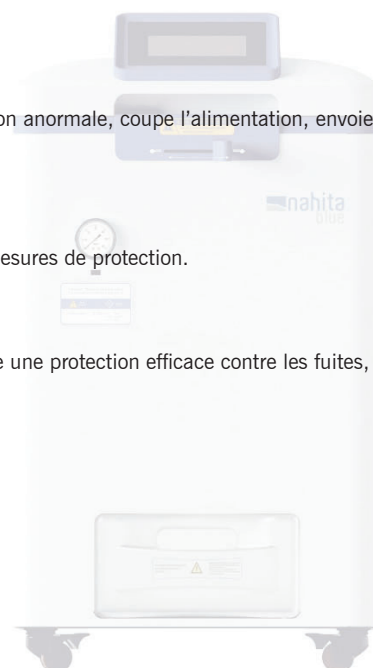 on anormale, coupe l’alimentation, envoie
nahita
blue
esures de protection.
e une protection efficace contre les fuites,